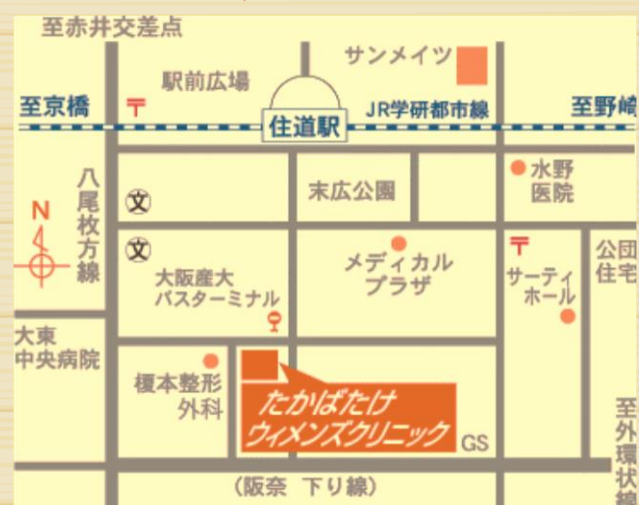 至赤井交差点
サンメイツ
駅前広場
至京橋
〒
住道駅
JR学研都市線
至野崎
八尾枚方線
N
文
末広公園
水野
医院
文
大阪産大
バスターミナル
メディカル
プラザ
〒
サーティ
ホール
公団
住宅
大東
中央病院
榎本整形
外科
たかばたけ
ウィメンズクリニック
GS
至外環状線
(阪奈 下り線)